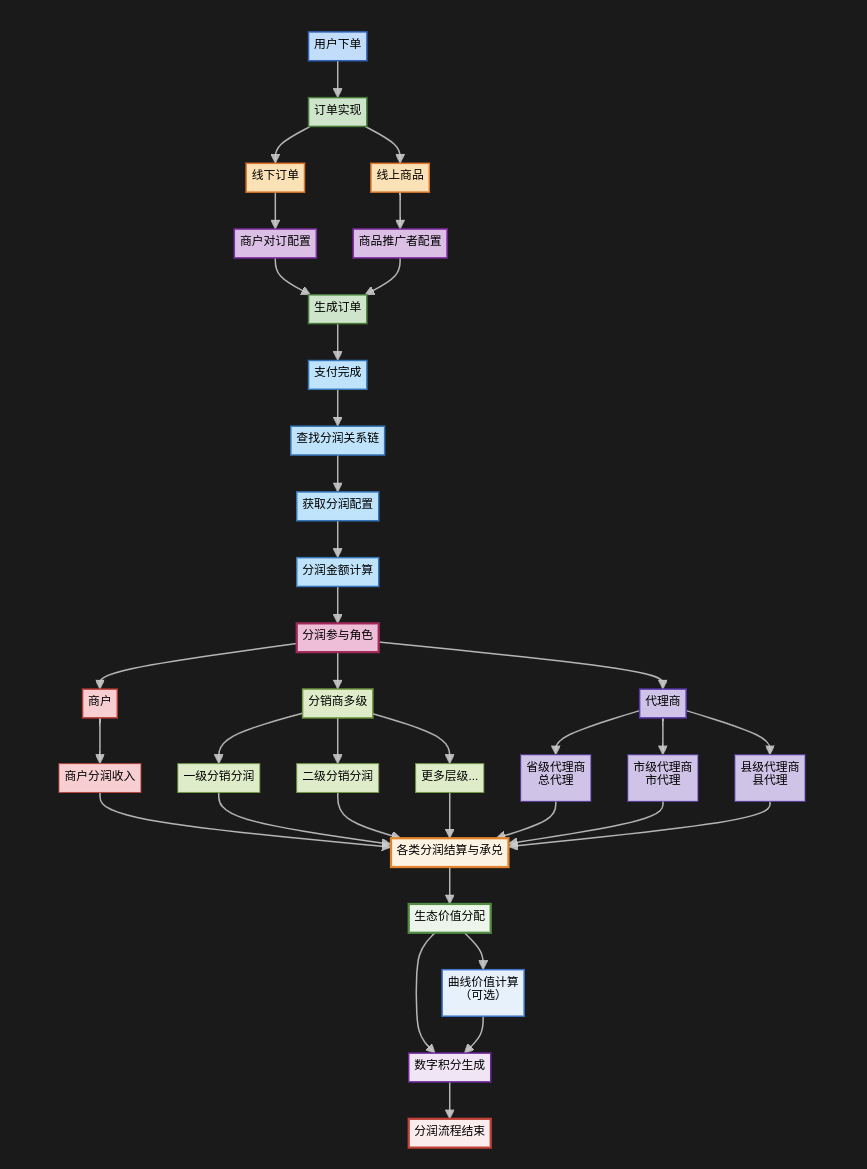 用户下单
订单实现
线下订单
线上商品
商户对订配置
商品推广者配置
生成订单
支付完成
查找分润关系链
获取分润配置
分润金额计算
分润参与角色
商户
分销商多级
代理商
商户分润收入
一级分销分润
二级分销分润
更多层级...
省级代理商
总代理
市级代理商
市代理
县级代理商
县代理
各类分润结算与承兑
生态价值分配
曲线价值计算
（可选）
数字积分生成
分润流程结束